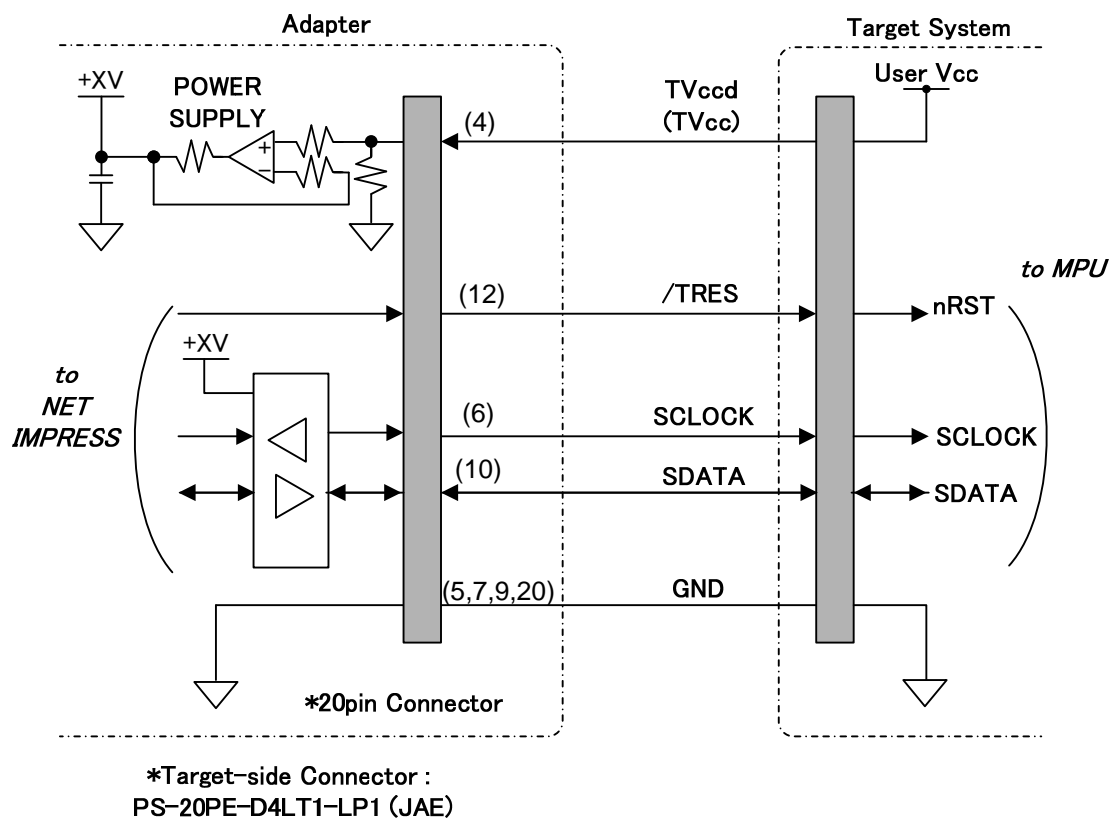 Adapter
Target System
+XV
POWER
SUPPLY
+
−
(4)
TVccd
(TVcc)
User Vcc
to MPU
(12)
/TRES
nRST
+XV
to
NET
IMPRESS
(6)
SCLOCK
SCLOCK
(10)
SDATA
SDATA
(5,7,9,20)
GND
*20pin Connector
*Target-side Connector :
PS-20PE-D4LT1-LP1 (JAE)